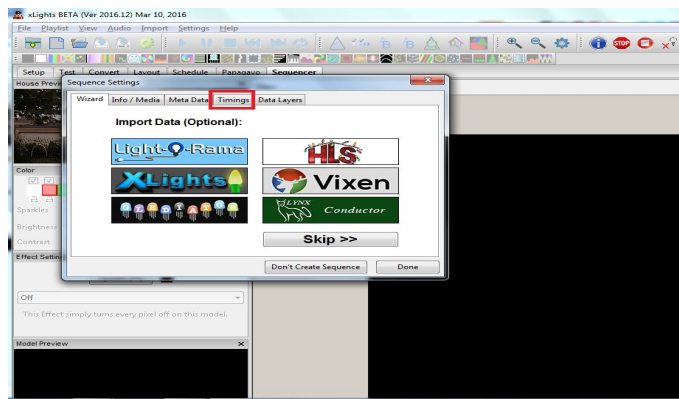 xLights BETA (Ver 2016.12) Mar 10, 2016
File Playlist View Audio Import Settings Help
Setup Test Convert Layout Schedule Papagayo Sequencer
House Preview
Sequence Settings
Wizard Info / Media Meta Data Timings Data Layers
Import Data (Optional):
Light-O-Rama
HLS
XLights
Vixen
LYNX
Conductor
Skip >>
Don't Create Sequence Done
Color
Sparkles
Brightness
Contrast
Effect Settin
Off
This Effect simply turns every pixel off on this model.
Model Preview
STOP